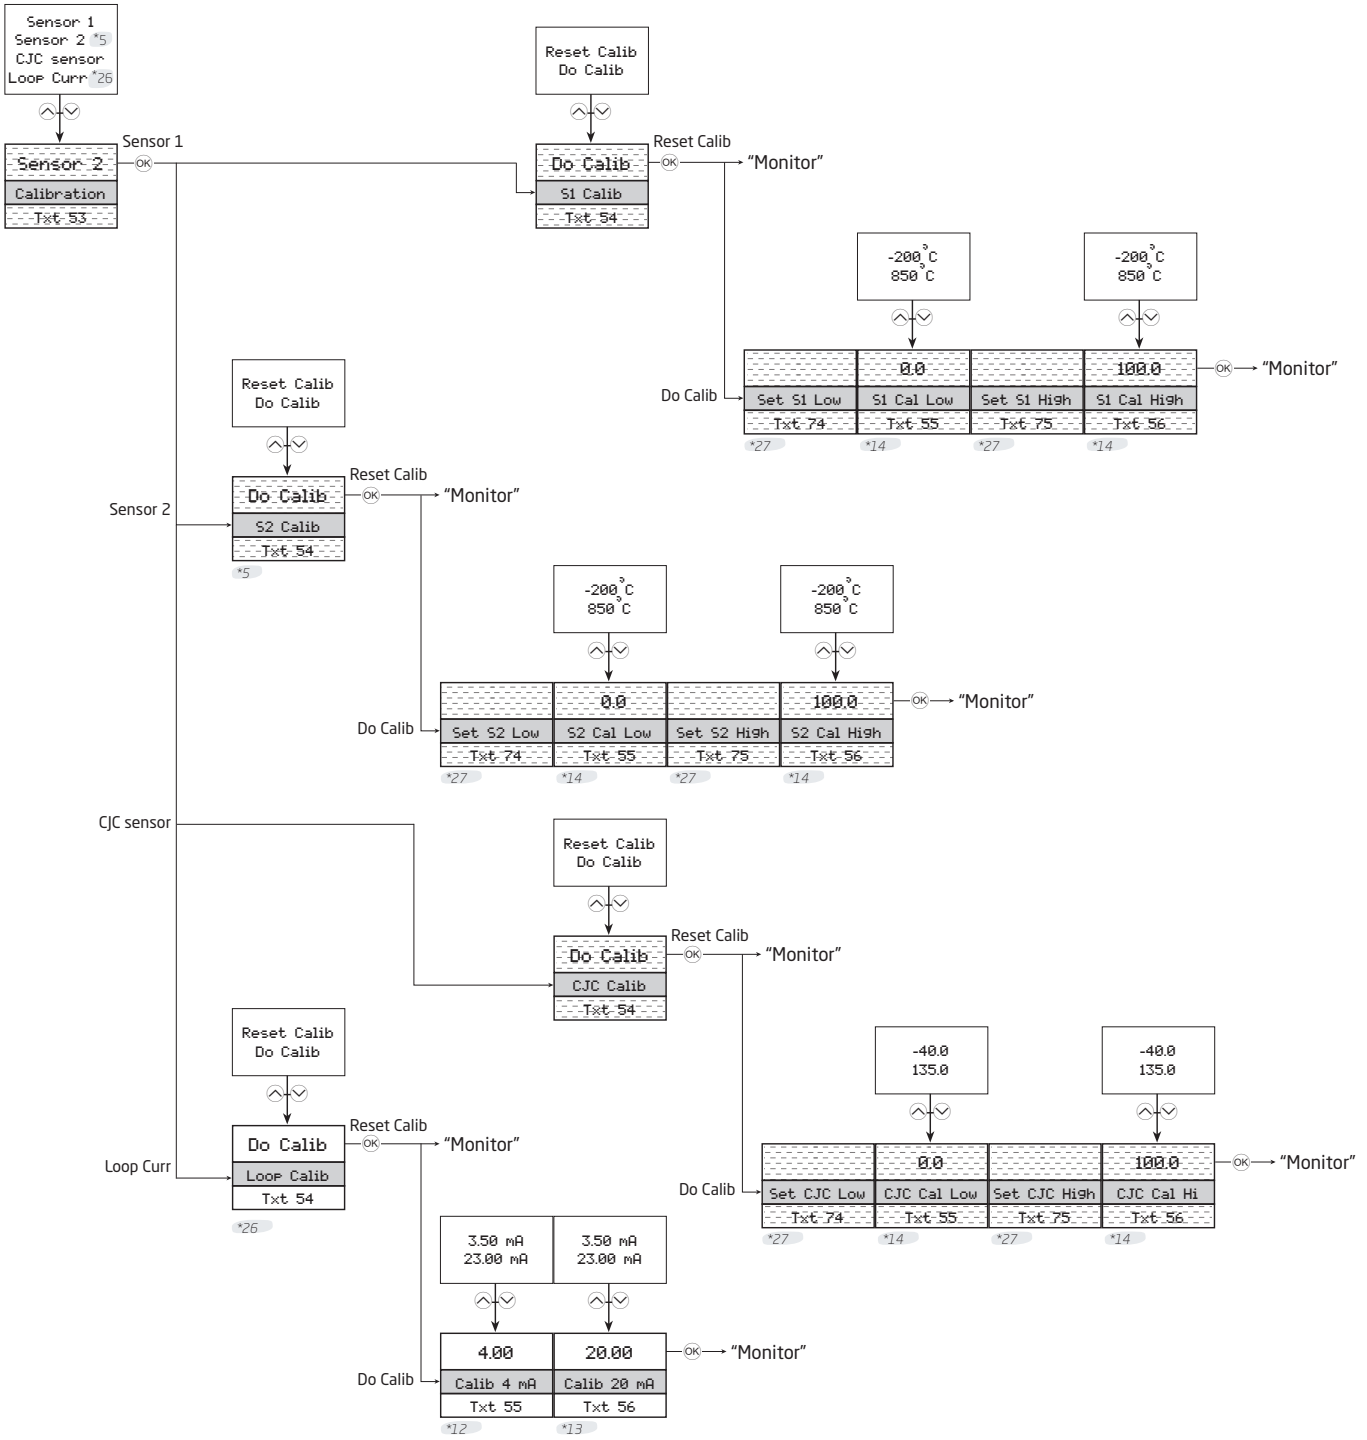 Sensor 1
Sensor 2 *5
CJC sensor
Loop Curr *26
Sensor 2
Calibration
Txt 53
OK
Sensor 1
Reset Calib
Do Calib
Do Calib
S1 Calib
Txt 54
Reset Calib
OK
“Monitor”
-200°C
850°C
-200°C
850°C
Do Calib
0.0
100.0
Set S1 Low
S1 Cal Low
Set S1 High
S1 Cal High
Txt 74
Txt 55
Txt 75
Txt 56
*27
*14
*27
*14
OK
“Monitor”
Sensor 2
Reset Calib
Do Calib
Do Calib
S2 Calib
Txt 54
*5
Reset Calib
OK
“Monitor”
-200°C
850°C
-200°C
850°C
Do Calib
0.0
100.0
Set S2 Low
S2 Cal Low
Set S2 High
S2 Cal High
Txt 74
Txt 55
Txt 75
Txt 56
*27
*14
*27
*14
OK
“Monitor”
CJC sensor
Reset Calib
Do Calib
Do Calib
CJC Calib
Txt 54
Reset Calib
OK
“Monitor”
-40.0
135.0
-40.0
135.0
Do Calib
0.0
100.0
Set CJC Low
CJC Cal Low
Set CJC High
CJC Cal Hi
Txt 74
Txt 55
Txt 75
Txt 56
*27
*14
*27
*14
OK
“Monitor”
Loop Curr
Reset Calib
Do Calib
Do Calib
Loop Calib
Txt 54
*26
Reset Calib
OK
“Monitor”
3.50 mA
23.00 mA
3.50 mA
23.00 mA
Do Calib
4.00
20.00
Calib 4 mA
Calib 20 mA
Txt 55
Txt 56
*12
*13
OK
“Monitor”